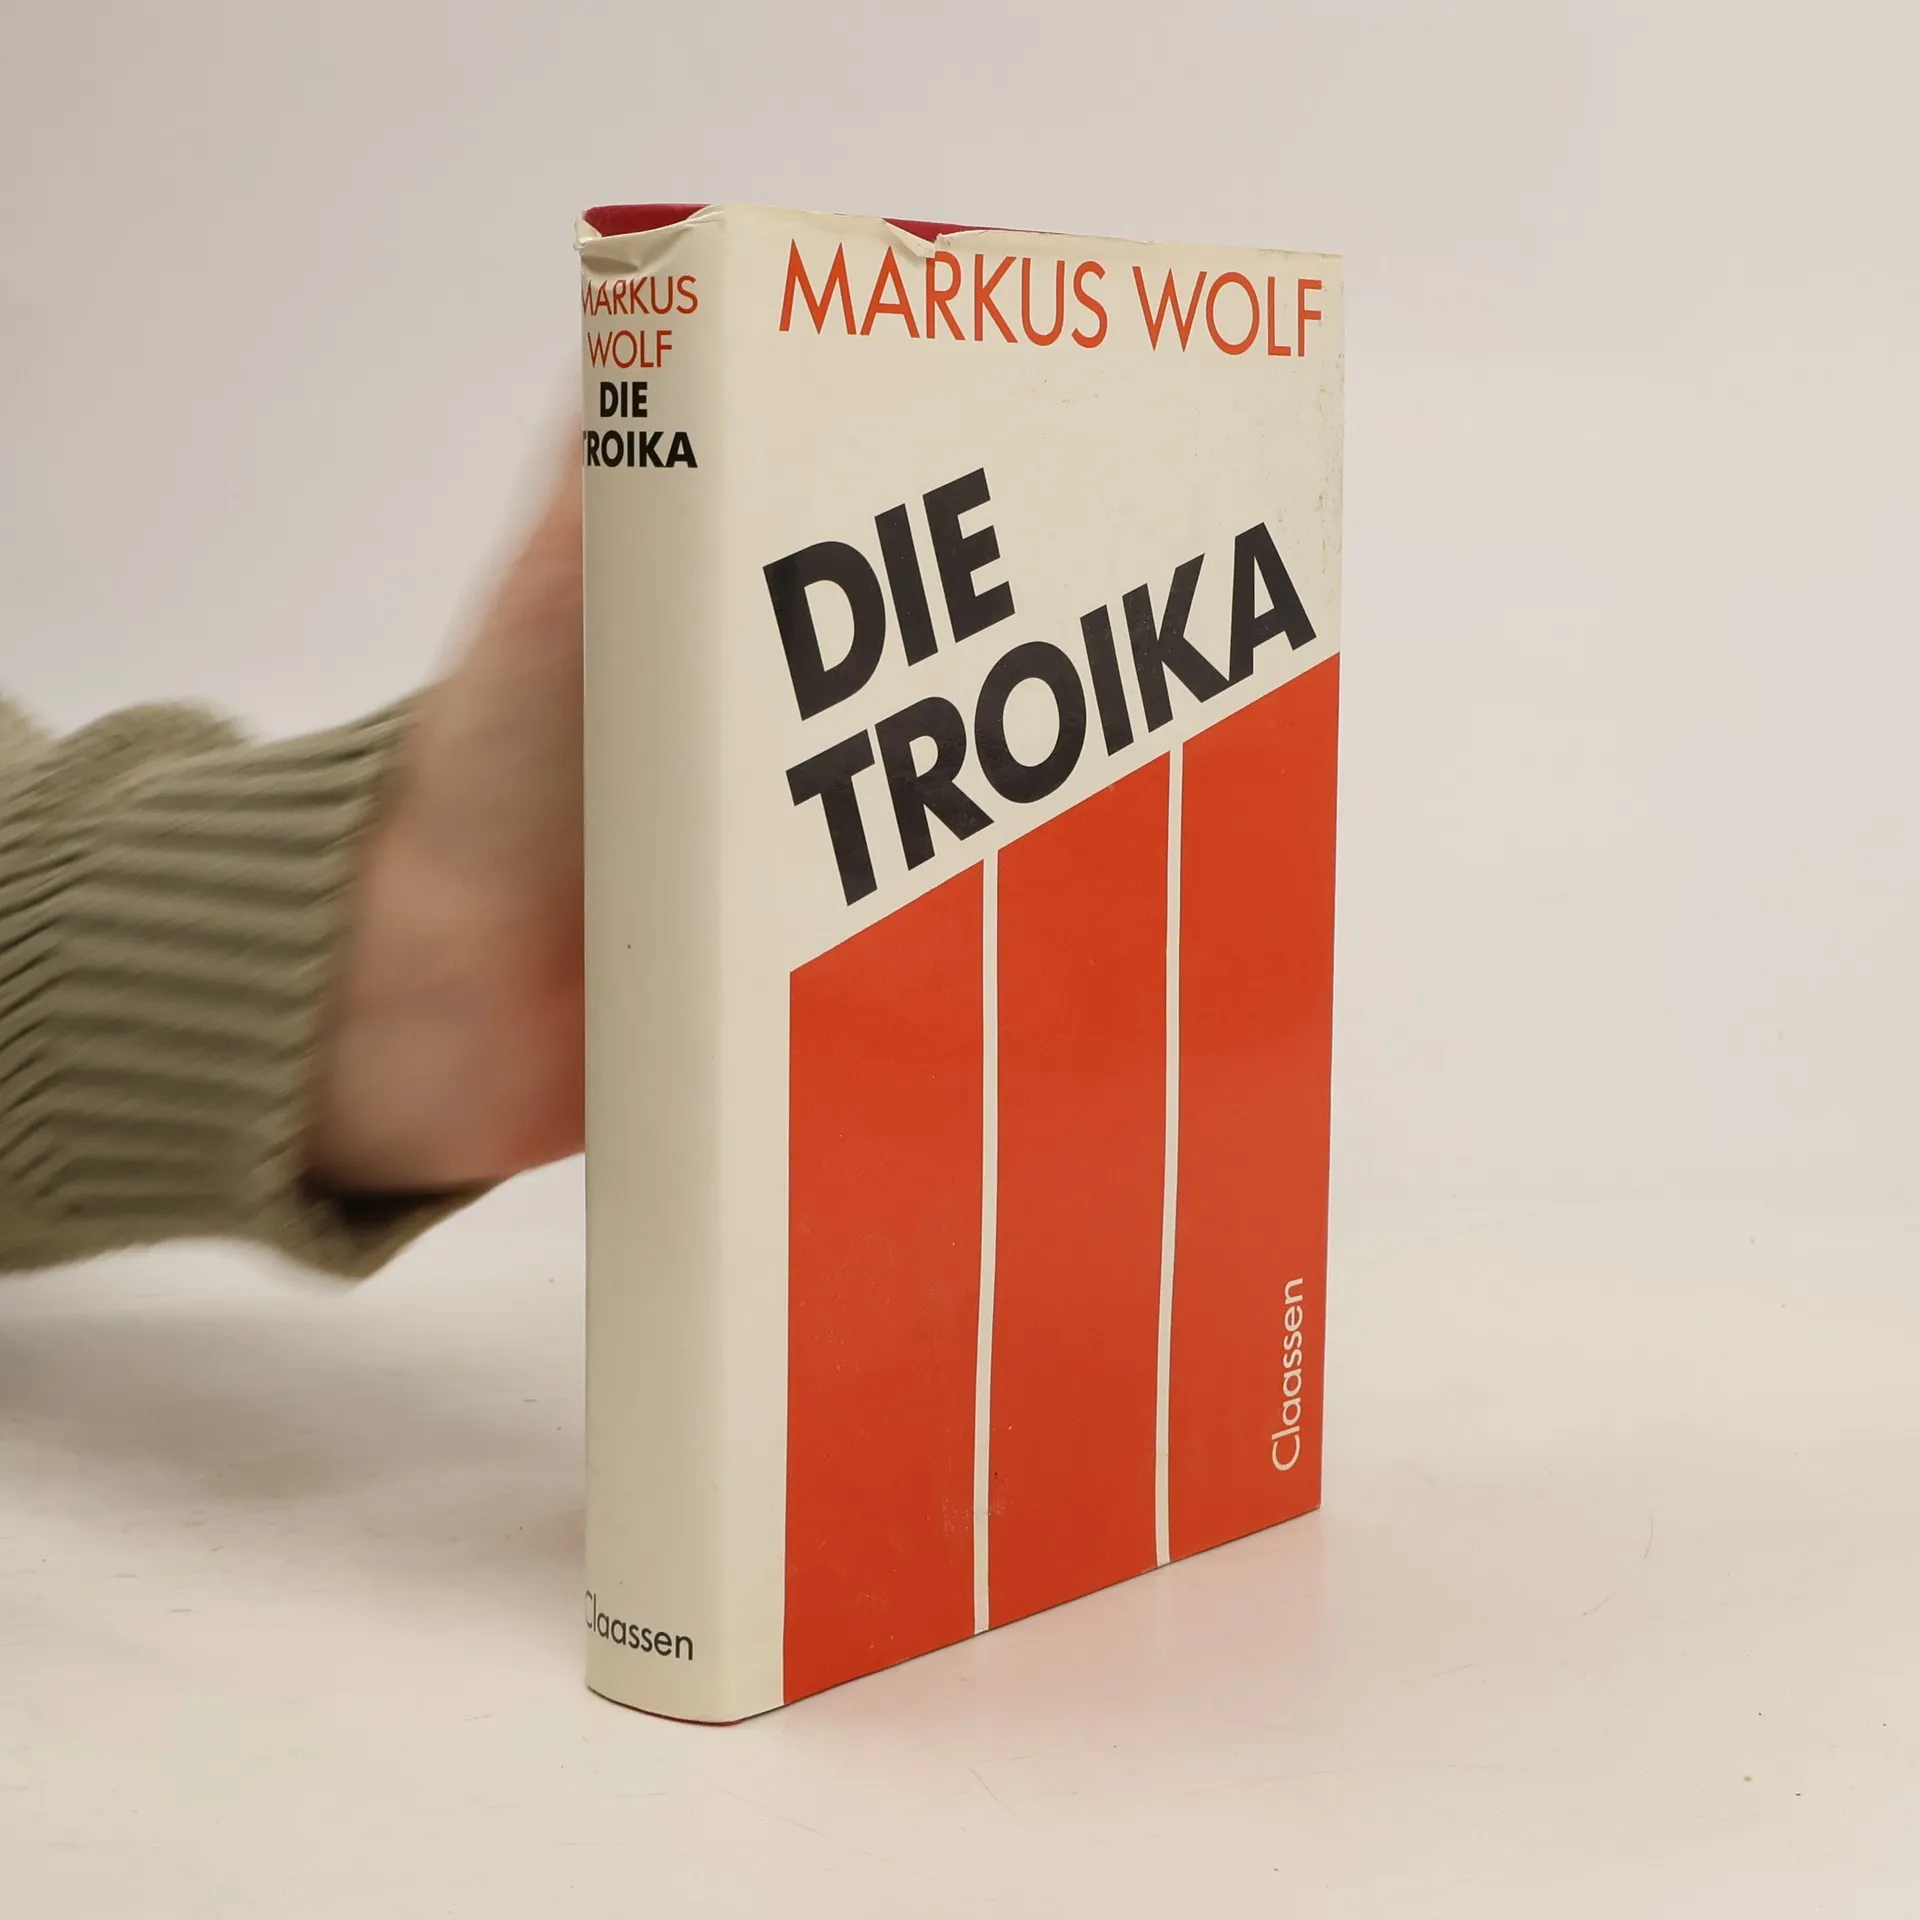 MARKUS
WOLF
DIE
TROIKA
Claassen
MARKUS WOLF
DIE
TROIKA
Claassen